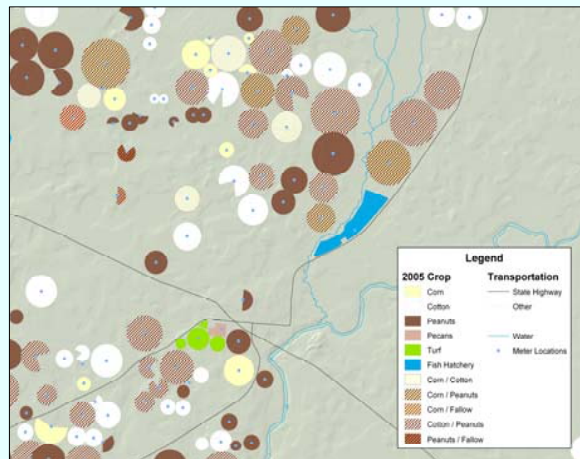 Legend
2005 Crop
Corn
Cotton
Peanuts
Pecans
Turf
Fish Hatchery
Corn / Cotton
Corn / Peanuts
Corn / Fallow
Cotton / Peanuts
Peanuts / Fallow
Transportation
State Highway
Other
Water
Meter Locations